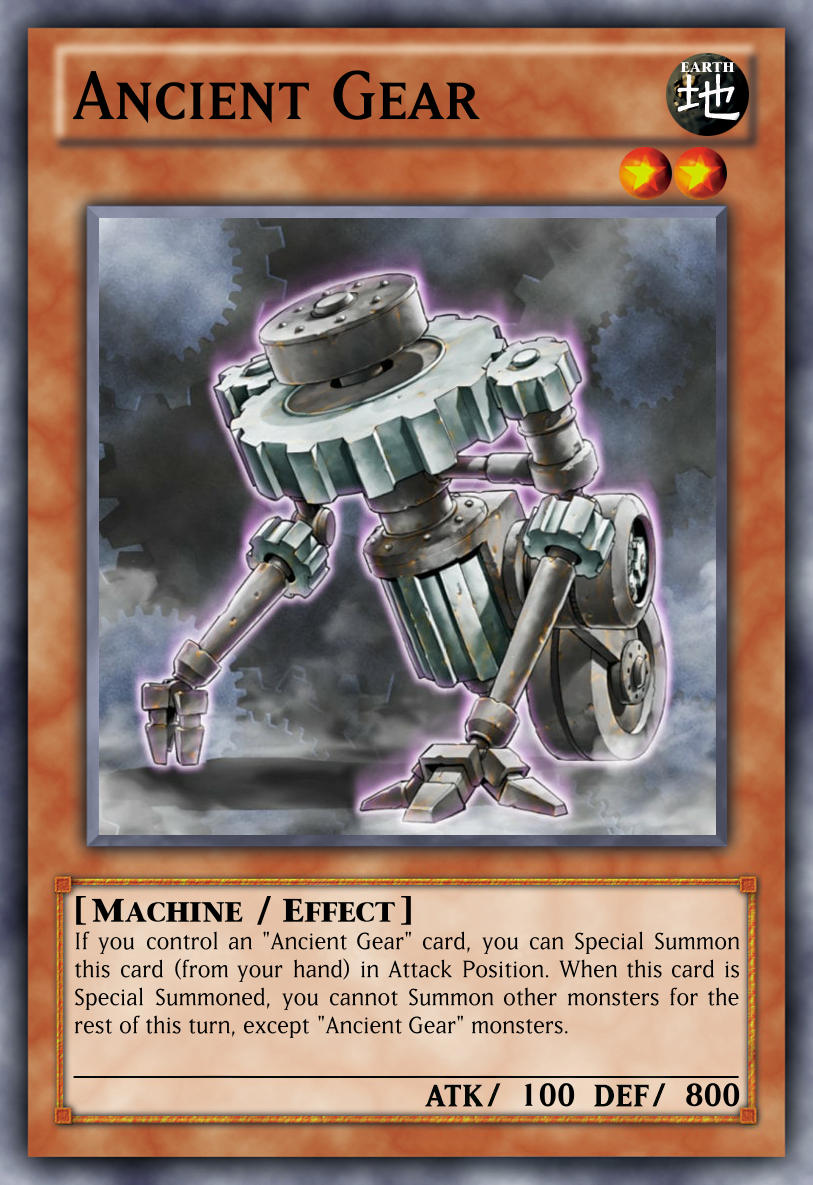 Ancient Gear
EARTH
地
[ Machine / Effect ]
If you control an "Ancient Gear" card, you can Special Summon
this card (from your hand) in Attack Position. When this card is
Special Summoned, you cannot Summon other monsters for the
rest of this turn, except "Ancient Gear" monsters.
ATK/ 100 DEF/ 800